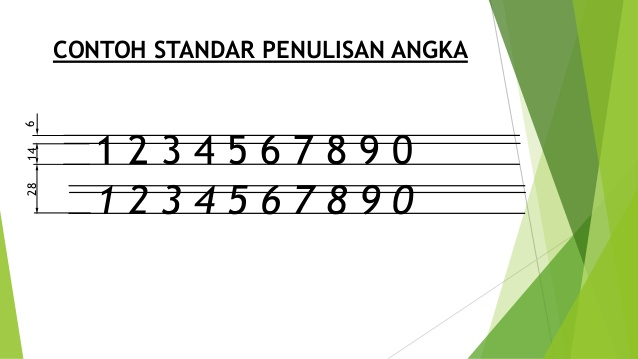 CONTOH STANDAR PENULISAN ANGKA
6
14
28
1 2 3 4 5 6 7 8 9 0
1 2 3 4 5 6 7 8 9 0